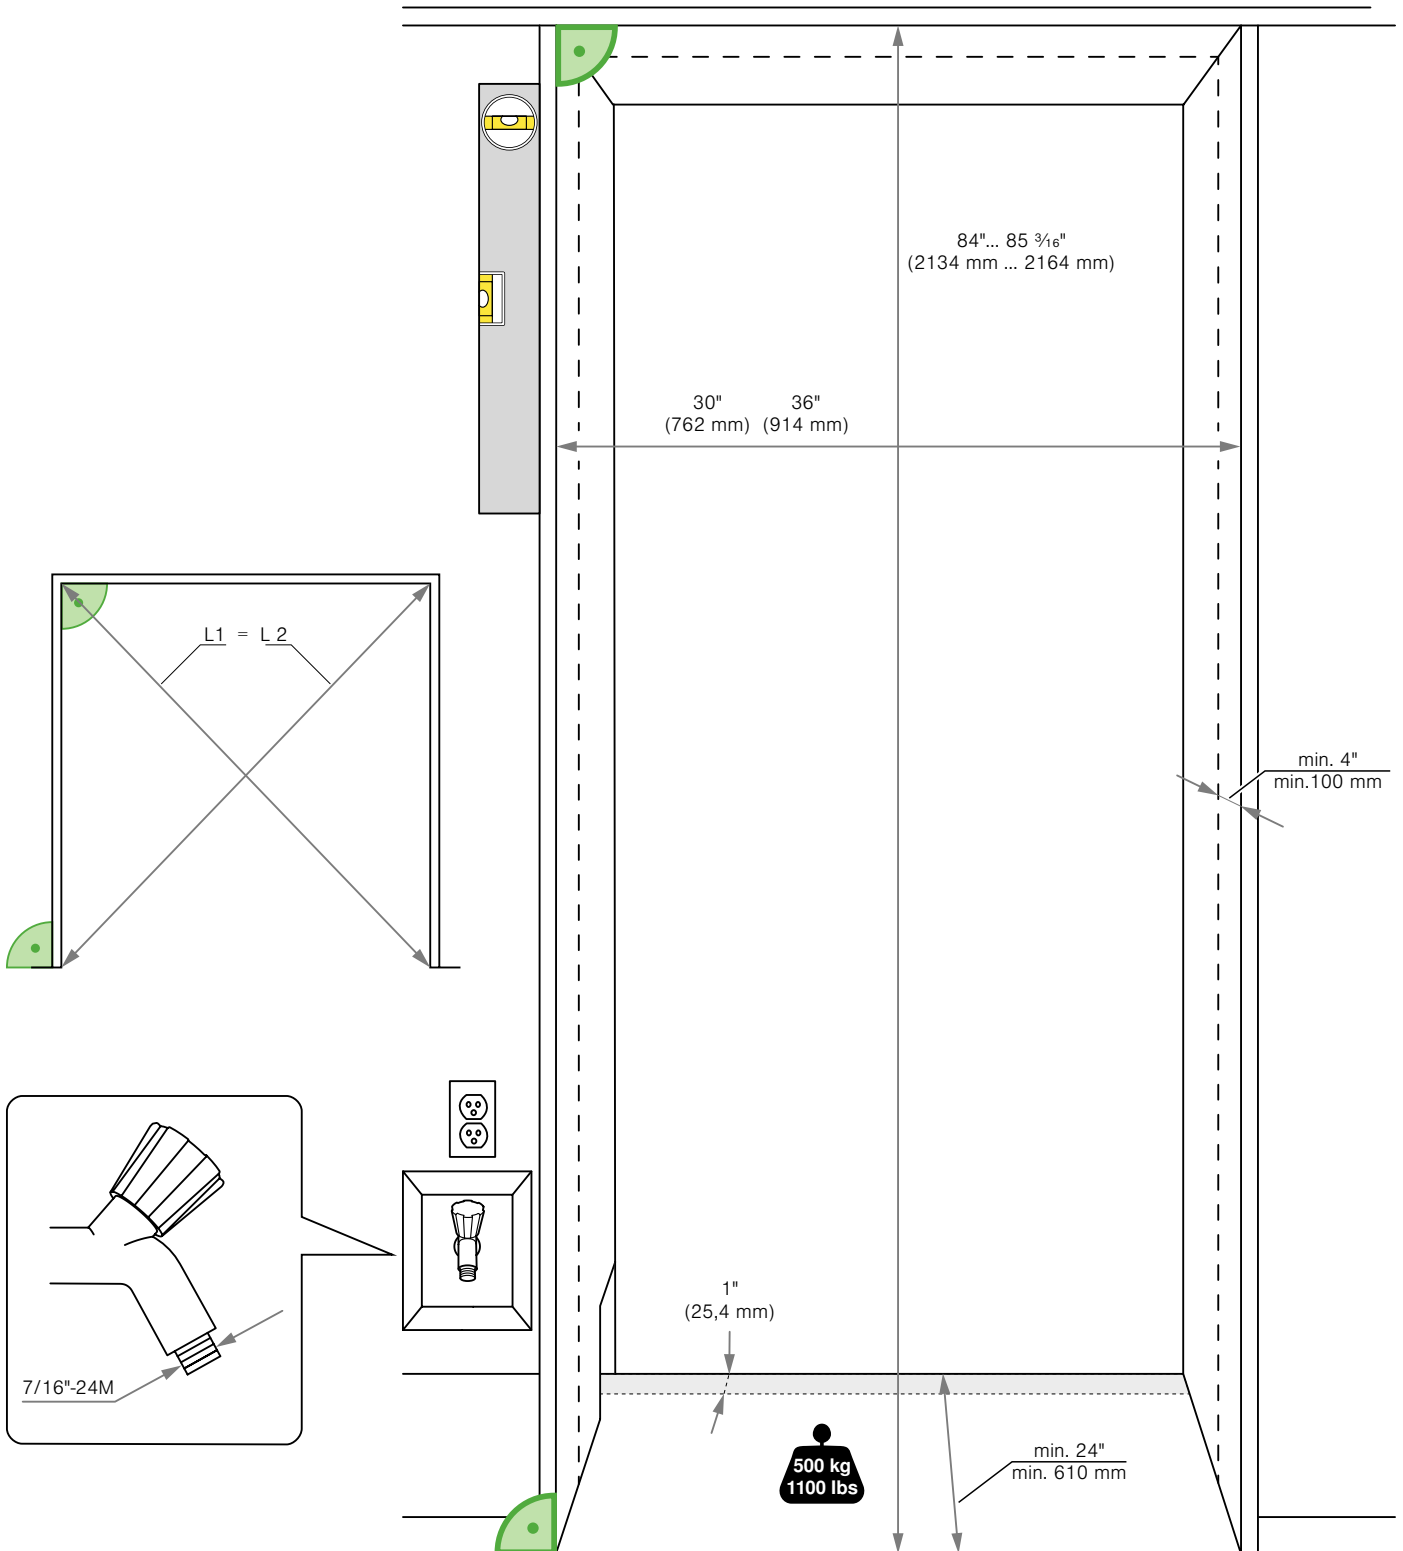 84"... 85 ³⁄₁₆"
(2134 mm ... 2164 mm)
30" 36"
(762 mm) (914 mm)
L1 = L 2
min. 4"
min.100 mm
1"
(25,4 mm)
7/16"-24M
500 kg
1100 lbs
min. 24"
min. 610 mm